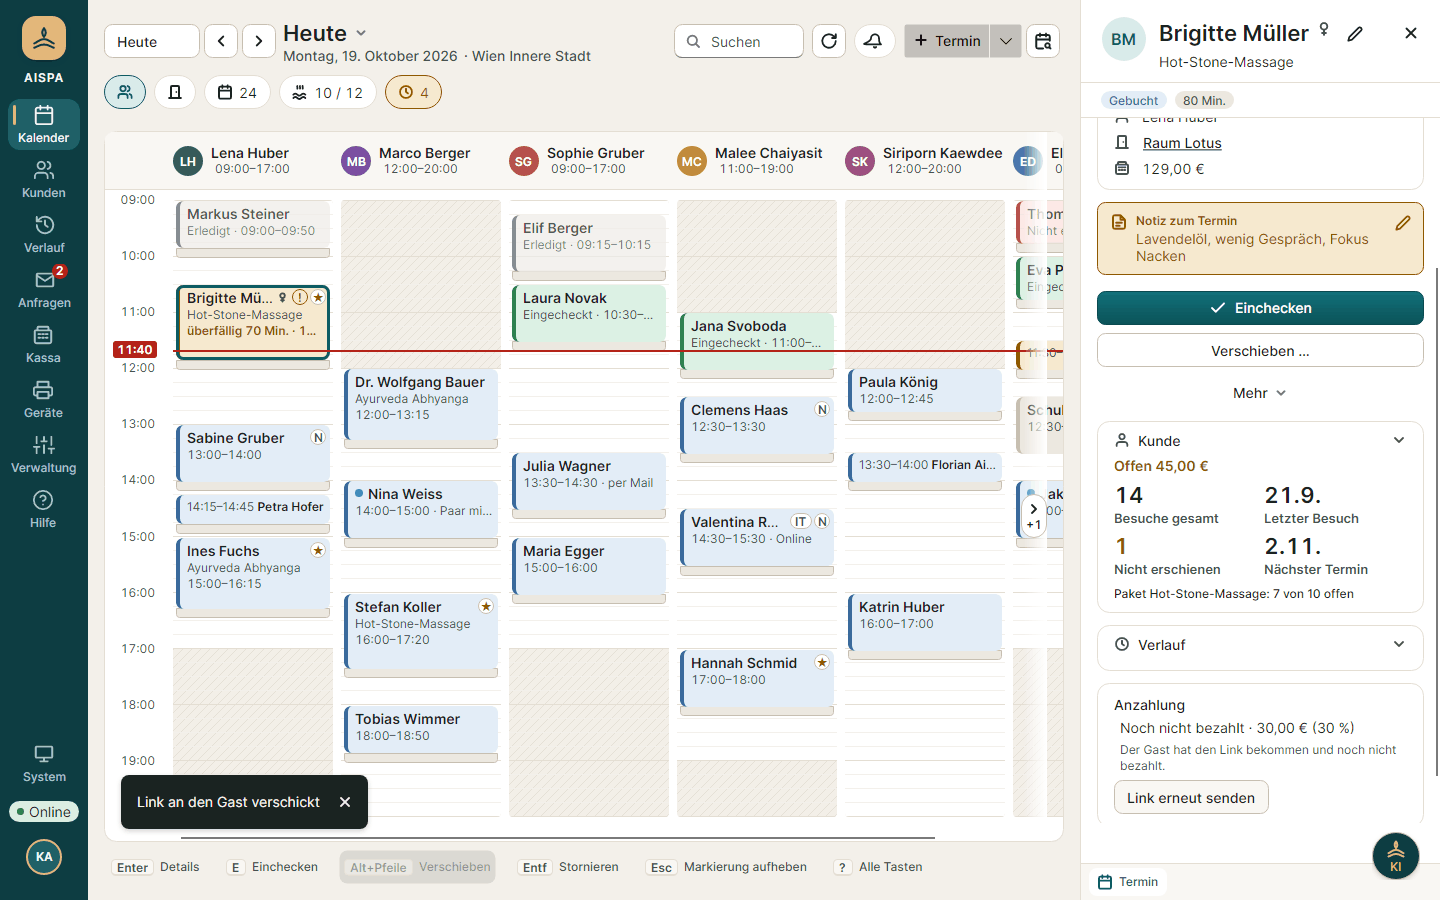 AISPA
Kalender
Kunden
Verlauf
2
Anfragen
Kassa
Geräte
Verwaltung
Hilfe
System
Online
KA
Heute
Heute
Montag, 19. Oktober 2026 · Wien Innere Stadt
Suchen
Termin
24
10 / 12
4
LH
Lena Huber
09:00–17:00
MB
Marco Berger
12:00–20:00
SG
Sophie Gruber
09:00–17:00
MC
Malee Chaiyasit
11:00–19:00
SK
Siriporn Kaewdee
12:00–20:00
ED
09:00
10:00
11:00
11:40
12:00
13:00
14:00
15:00
16:00
17:00
18:00
19:00
Markus Steiner
Erledigt · 09:00–09:50
Brigitte Mü...
Hot-Stone-Massage
überfällig 70 Min. · 1...
Sabine Gruber
N
13:00–14:00
14:15–14:45 Petra Hofer
Ines Fuchs
Ayurveda Abhyanga
15:00–16:15
Dr. Wolfgang Bauer
Ayurveda Abhyanga
12:00–13:15
Nina Weiss
14:00–15:00 · Paar mi...
Stefan Koller
Hot-Stone-Massage
16:00–17:20
Tobias Wimmer
18:00–18:50
Elif Berger
Erledigt · 09:15–10:15
Laura Novak
Eingecheckt · 10:30–...
Julia Wagner
13:30–14:30 · per Mail
Maria Egger
15:00–16:00
Jana Svoboda
Eingecheckt · 11:00–...
Clemens Haas
N
12:30–13:30
Valentina R...
IT
N
14:30–15:30 · Online
Hannah Schmid
17:00–18:00
Paula König
12:00–12:45
13:30–14:00 Florian Ai...
Katrin Huber
16:00–17:00
+1
Link an den Gast verschickt
Enter Details
E Einchecken
Alt+Pfeile Verschieben
Entf Stornieren
Esc Markierung aufheben
? Alle Tasten
BM
Brigitte Müller
Hot-Stone-Massage
Gebucht
80 Min.
Lena Huber
Raum Lotus
129,00 €
Notiz zum Termin
Lavendelöl, wenig Gespräch, Fokus
Nacken
Einchecken
Verschieben ...
Mehr
Kunde
Offen 45,00 €
14
Besuche gesamt
21.9.
Letzter Besuch
1
Nicht erschienen
2.11.
Nächster Termin
Paket Hot-Stone-Massage: 7 von 10 offen
Verlauf
Anzahlung
Noch nicht bezahlt · 30,00 € (30 %)
Der Gast hat den Link bekommen und noch nicht
bezahlt.
Link erneut senden
KI
Termin